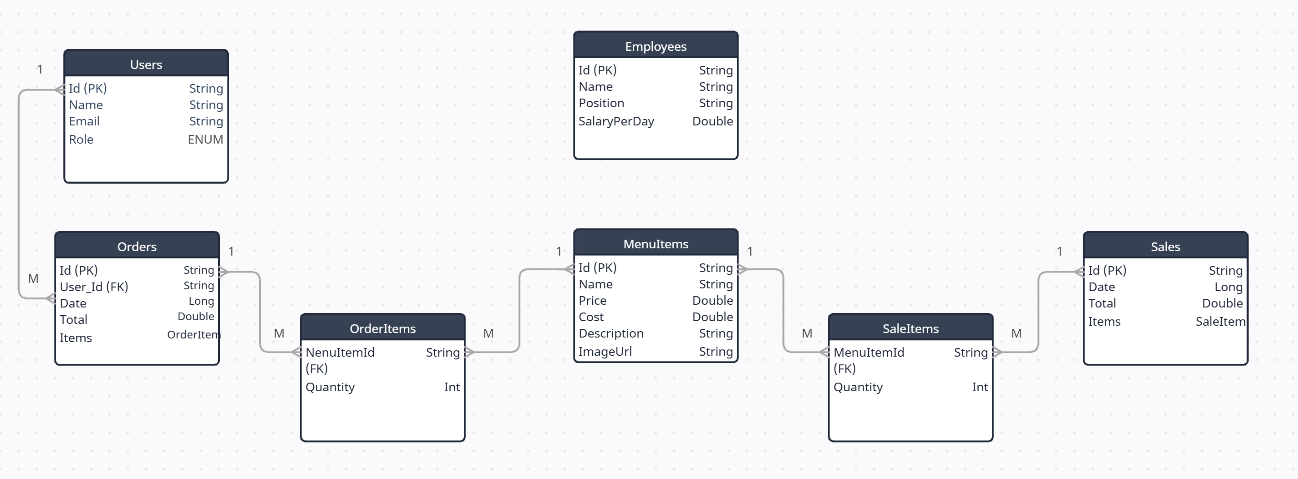 Employees
Id (PK) String
Name String
Position String
SalaryPerDay Double
1
Users
Id (PK) String
Name String
Email String
Role ENUM
M
Orders
Id (PK) String
User_Id (FK) String
Date Long
Total Double
Items OrderItem
1
M
OrderItems
NenuItemId String
(FK)
Quantity Int
M
1
MenuItems
Id (PK) String
Name String
Price Double
Cost Double
Description String
ImageUrl String
1
M
SaleItems
MenuItemId String
(FK)
Quantity Int
M
1
Sales
Id (PK) String
Date Long
Total Double
Items SaleItem